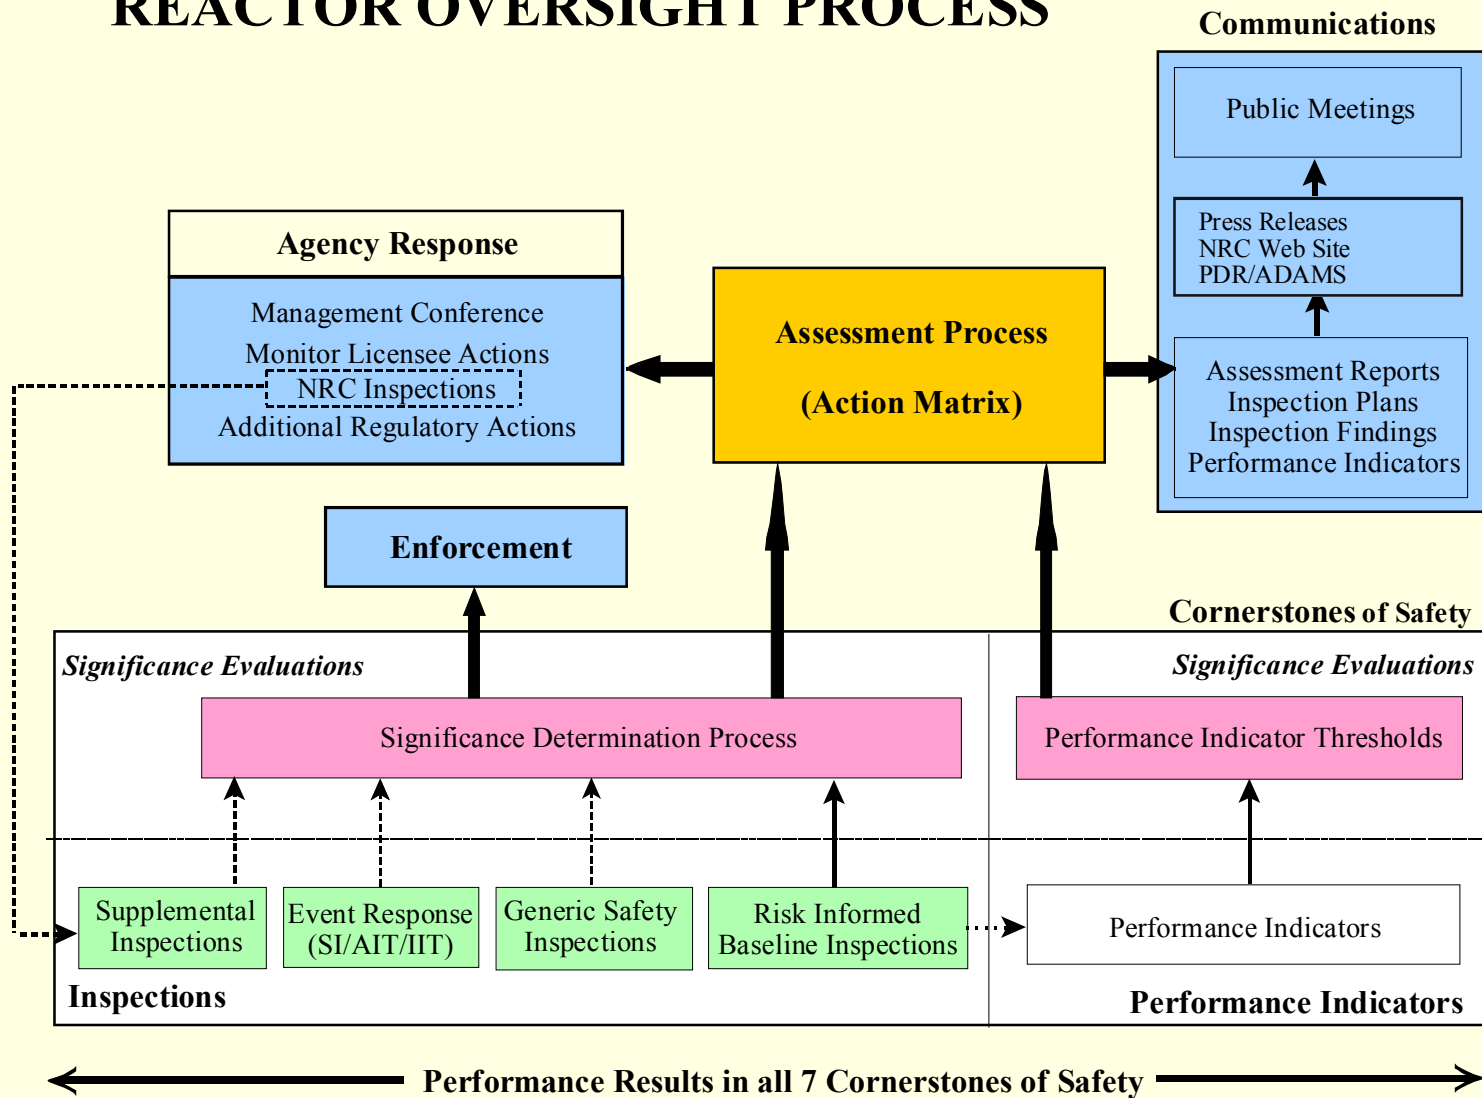 REACTOR OVERSIGHT PROCESS
Communications
Public Meetings
Press Releases
NRC Web Site
PDR/ADAMS
Assessment Reports
Inspection Plans
Inspection Findings
Performance Indicators
Agency Response
Management Conference
Monitor Licensee Actions
NRC Inspections
Additional Regulatory Actions
Assessment Process
(Action Matrix)
Enforcement
Cornerstones of Safety
Significance Evaluations
Significance Evaluations
Significance Determination Process
Performance Indicator Thresholds
Supplemental
Inspections
Event Response
(SI/AIT/IIT)
Generic Safety
Inspections
Risk Informed
Baseline Inspections
Performance Indicators
Inspections
Performance Indicators
Performance Results in all 7 Cornerstones of Safety